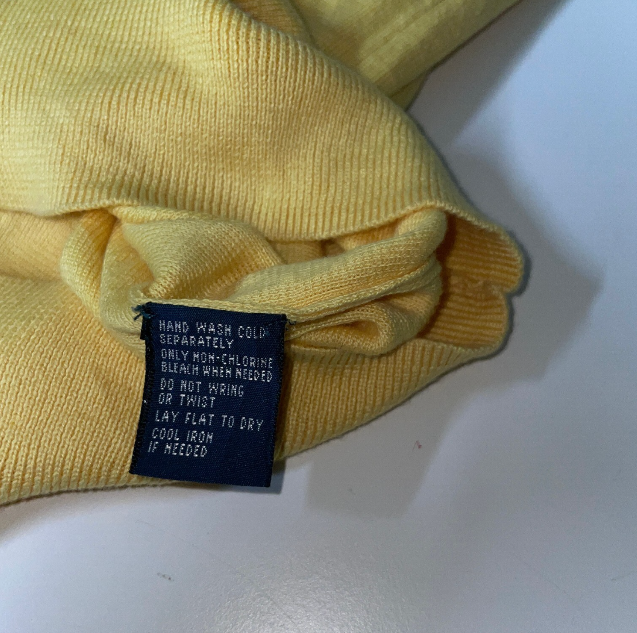 HAND WASH COLD
SEPARATELY
ONLY NON-CHLORINE
BLEACH WHEN NEEDED
DO NOT WRING
OR TWIST
LAY FLAT TO DRY
COOL IRON
IF NEEDED